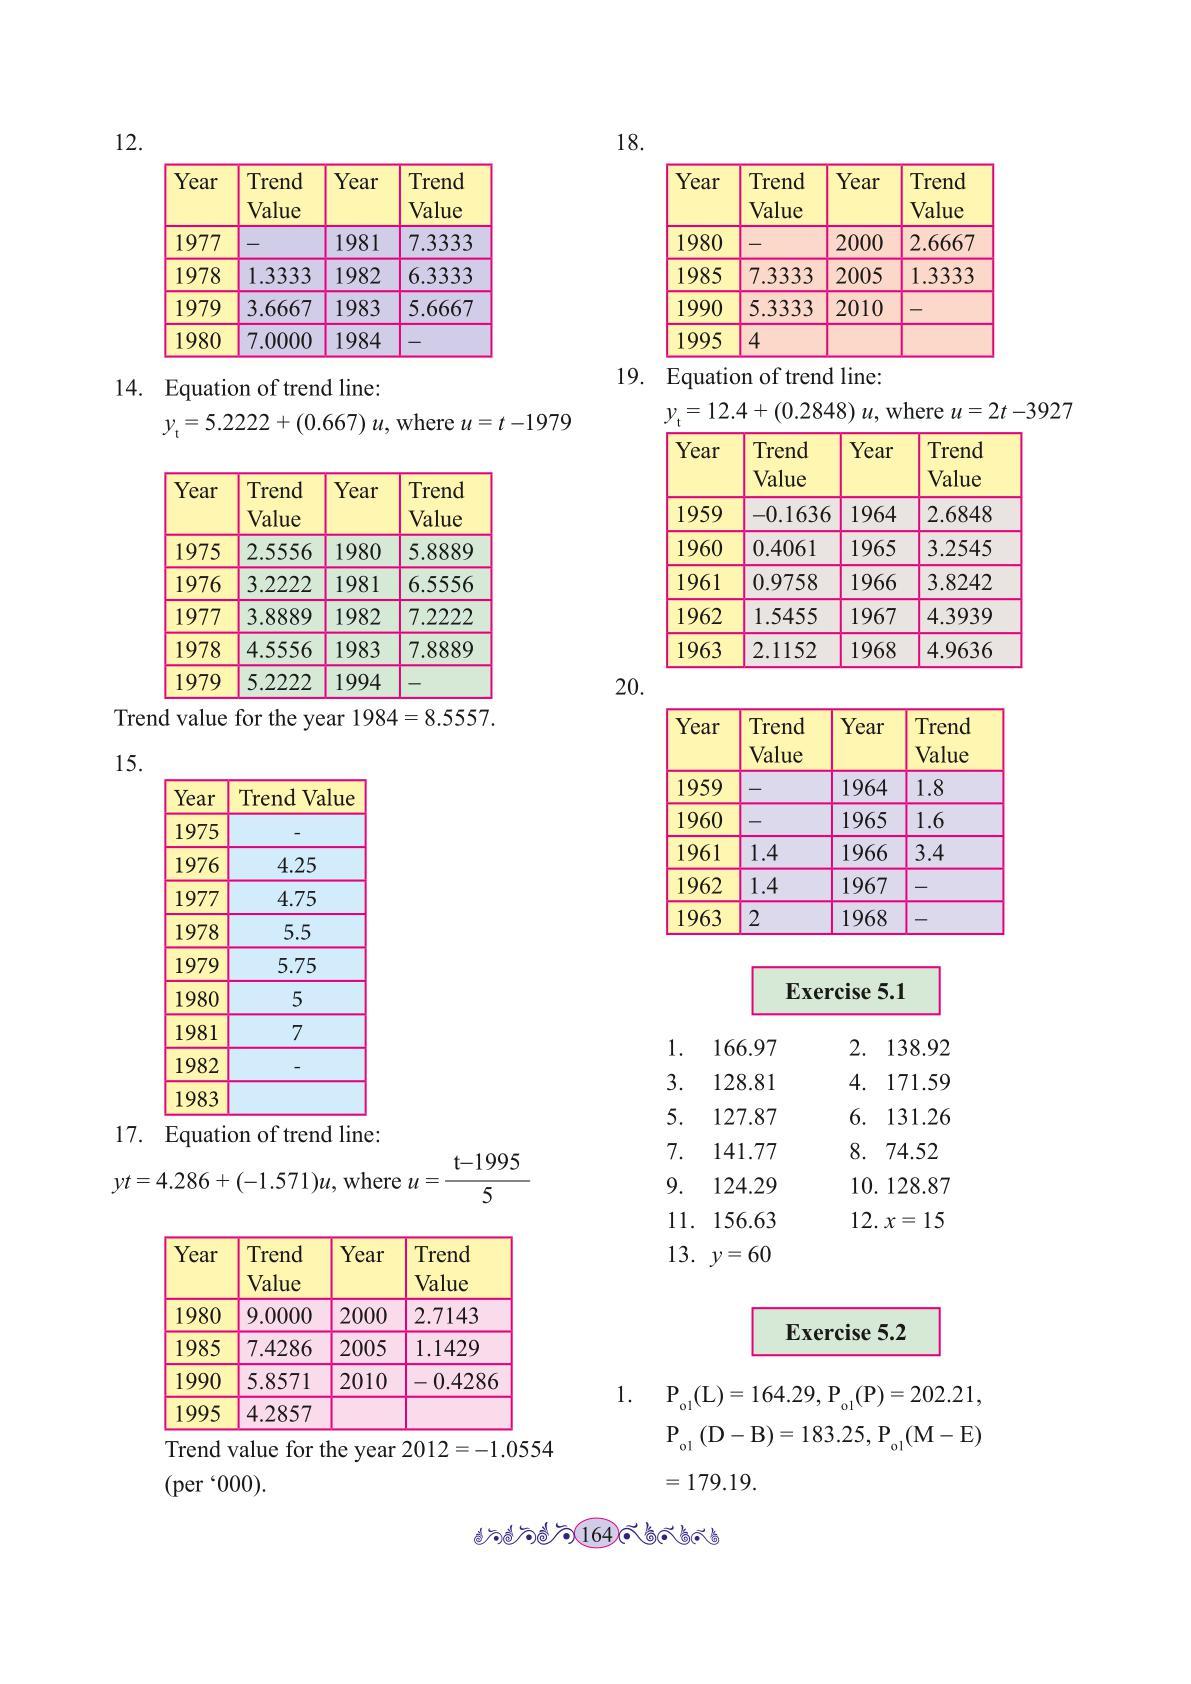 12.
Year Trend Value Year Trend Value
1977 – 1981 7.3333
1978 1.3333 1982 6.3333
1979 3.6667 1983 5.6667
1980 7.0000 1984 –
14. Equation of trend line:
yt = 5.2222 + (0.667) u, where u = t –1979
Year Trend Value Year Trend Value
1975 2.5556 1980 5.8889
1976 3.2222 1981 6.5556
1977 3.8889 1982 7.2222
1978 4.5556 1983 7.8889
1979 5.2222 1994 –
Trend value for the year 1984 = 8.5557.
15.
Year Trend Value
1975 -
1976 4.25
1977 4.75
1978 5.5
1979 5.75
1980 5
1981 7
1982 -
1983
17. Equation of trend line:
yt = 4.286 + (–1.571)u, where u = t–1995
5
Year Trend Value Year Trend Value
1980 9.0000 2000 2.7143
1985 7.4286 2005 1.1429
1990 5.8571 2010 – 0.4286
1995 4.2857
Trend value for the year 2012 = –1.0554
(per ‘000).
18.
Year Trend Value Year Trend Value
1980 – 2000 2.6667
1985 7.3333 2005 1.3333
1990 5.3333 2010 –
1995 4
19. Equation of trend line:
yt = 12.4 + (0.2848) u, where u = 2t –3927
Year Trend Value Year Trend Value
1959 –0.1636 1964 2.6848
1960 0.4061 1965 3.2545
1961 0.9758 1966 3.8242
1962 1.5455 1967 4.3939
1963 2.1152 1968 4.9636
20.
Year Trend Value Year Trend Value
1959 – 1964 1.8
1960 – 1965 1.6
1961 1.4 1966 3.4
1962 1.4 1967 –
1963 2 1968 –
Exercise 5.1
1. 166.97 2. 138.92
3. 128.81 4. 171.59
5. 127.87 6. 131.26
7. 141.77 8. 74.52
9. 124.29 10. 128.87
11. 156.63 12. x = 15
13. y = 60
Exercise 5.2
1. Po1(L) = 164.29, Po1(P) = 202.21,
Po1 (D – B) = 183.25, Po1(M – E)
= 179.19.
164